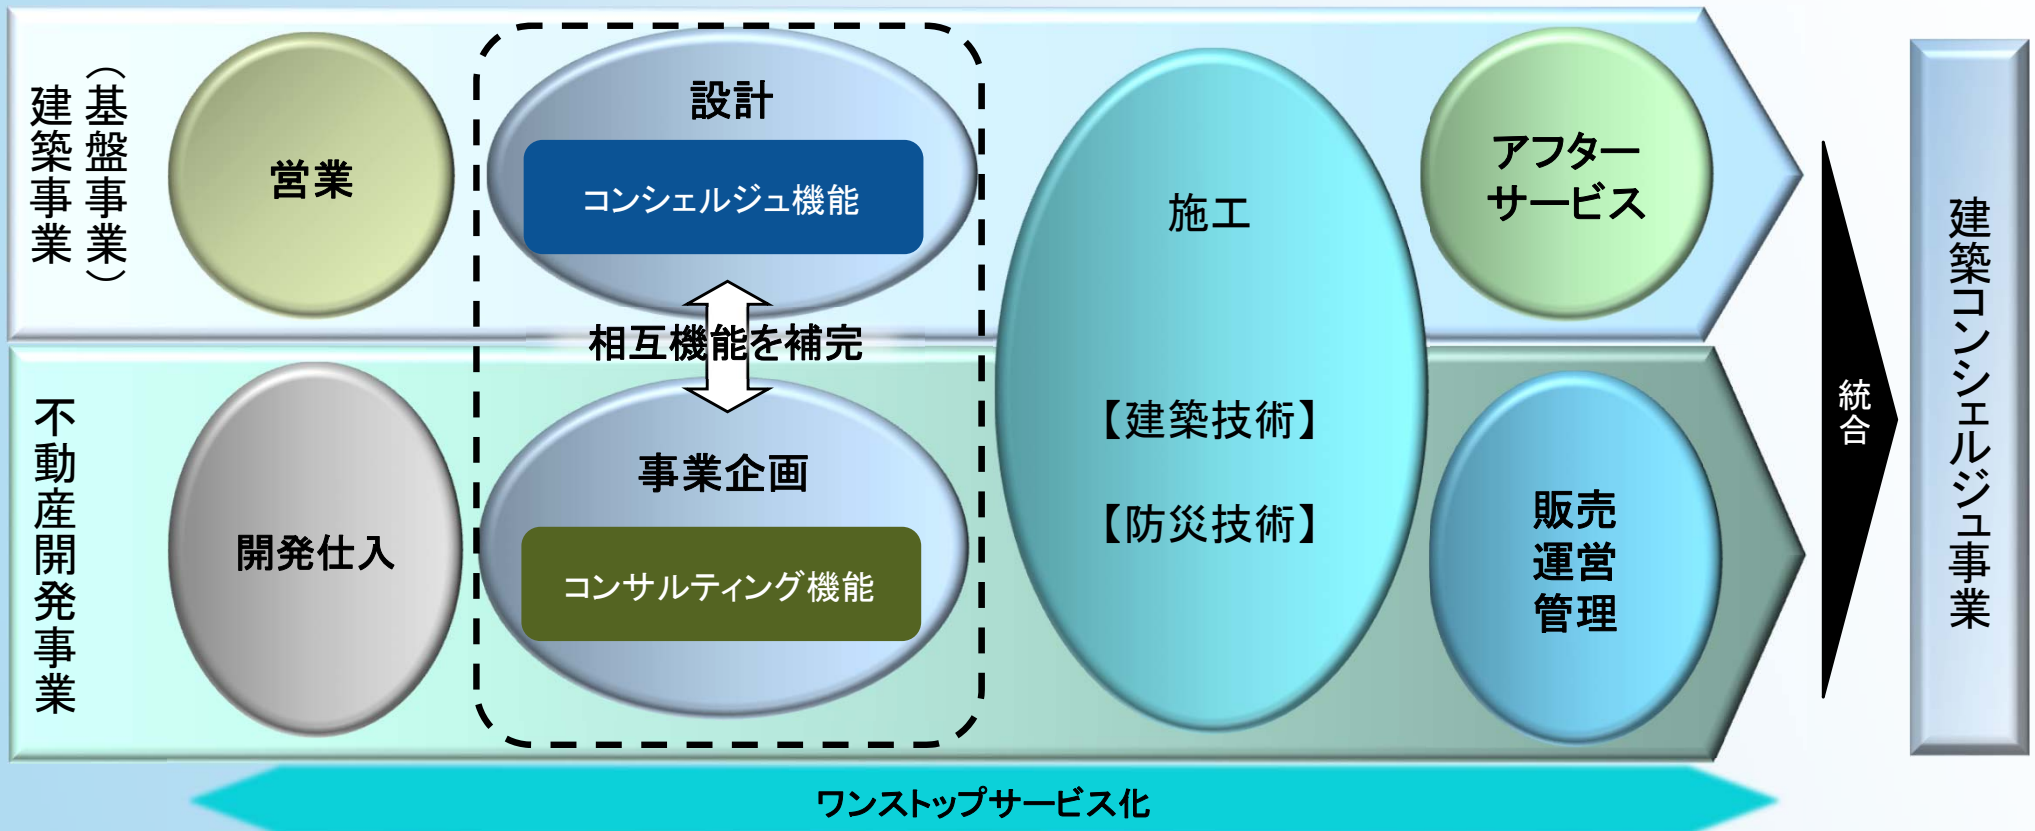 建築事業
（基盤事業）
営業
設計
コンシェルジュ機能
施工
【建築技術】
【防災技術】
アフター
サービス
相互機能を補完
不動産開発事業
開発仕入
事業企画
コンサルティング機能
販売
運営
管理
統合
建築コンシェルジュ事業
ワンストップサービス化